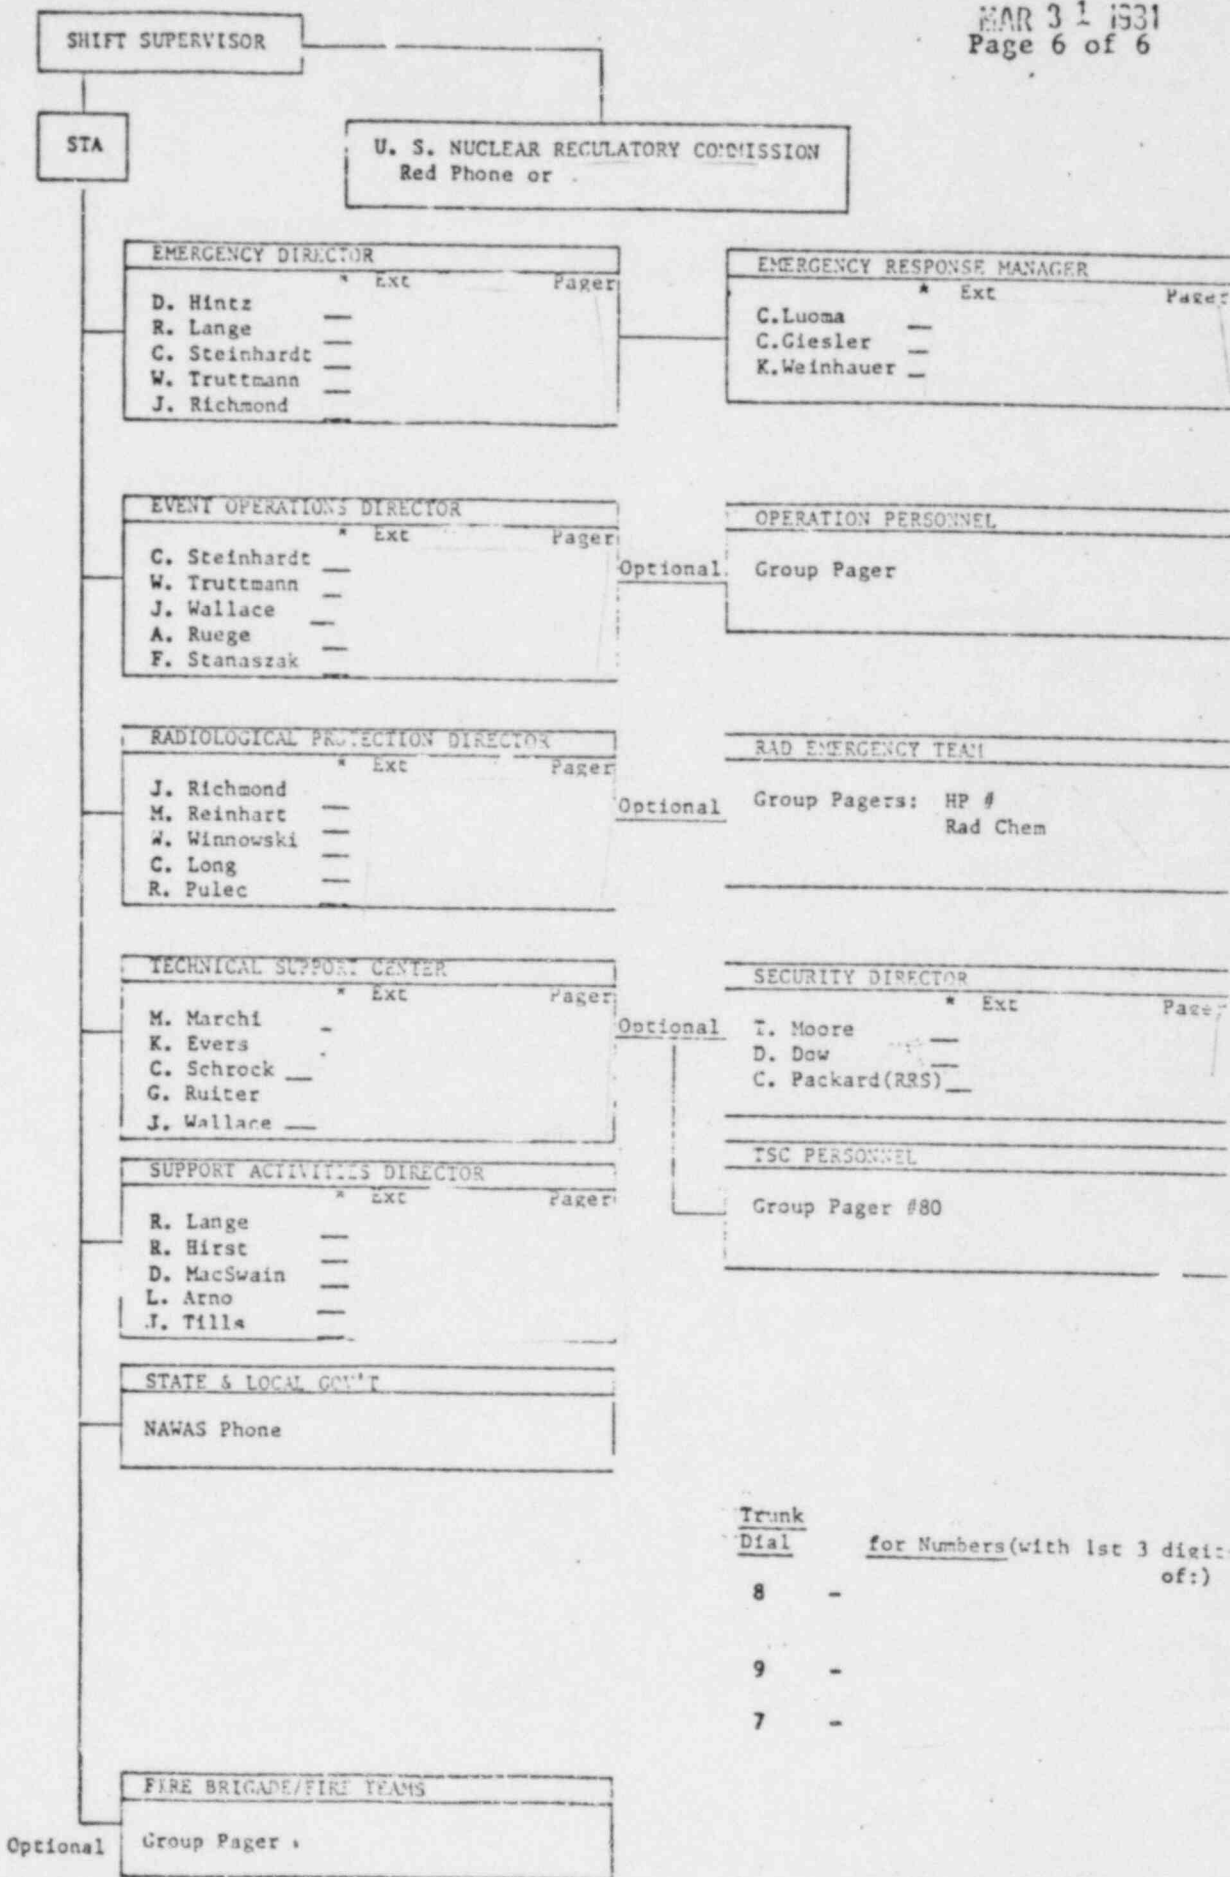 MAR 31 1981
Page 6 of 6
SHIFT SUPERVISOR
STA
U. S. NUCLEAR REGULATORY COMMISSION
Red Phone or
EMERGENCY DIRECTOR
* Ext Pager
D. Hintz
R. Lange
C. Steinhardt
W. Truttmann
J. Richmond
EMERGENCY RESPONSE MANAGER
* Ext Pager
C.Luoma
C.Giesler
K.Weinhauer
EVENT OPERATIONS DIRECTOR
* Ext Pager
C. Steinhardt
W. Truttmann
J. Wallace
A. Ruege
F. Stanaszak
Optional
OPERATION PERSONNEL
Group Pager
RADIOLOGICAL PROTECTION DIRECTOR
* Ext Pager
J. Richmond
M. Reinhart
W. Winnowski
C. Long
R. Pulec
Optional
RAD EMERGENCY TEAM
Group Pagers: HP #
Rad Chem
TECHNICAL SUPPORT CENTER
* Ext Pager
M. Marchi
K. Evers
C. Schrock
G. Ruiter
J. Wallace
Optional
SECURITY DIRECTOR
* Ext Pager
T. Moore
D. Dow
C. Packard(RRS)
TSC PERSONNEL
Group Pager #80
SUPPORT ACTIVITIES DIRECTOR
* Ext Pager
R. Lange
R. Hirst
D. MacSwain
L. Arno
J. Tills
STATE & LOCAL GOV'T
NAWAS Phone
Trunk
Dial for Numbers(with 1st 3 digits
of:)
8 -
9 -
7 -
FIRE BRIGADE/FIRE TEAMS
Optional
Group Pager